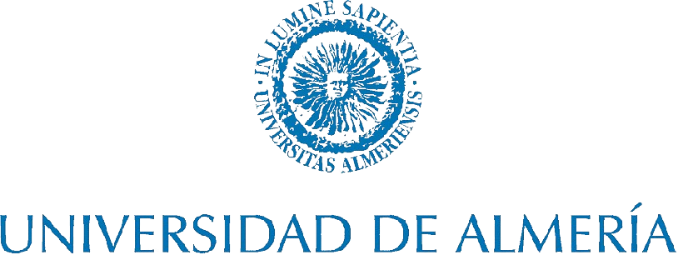 · IN LUMINE SAPIENTIA ·
UNIVERSITAS ALMERIENSIS
UNIVERSIDAD DE ALMERÍA